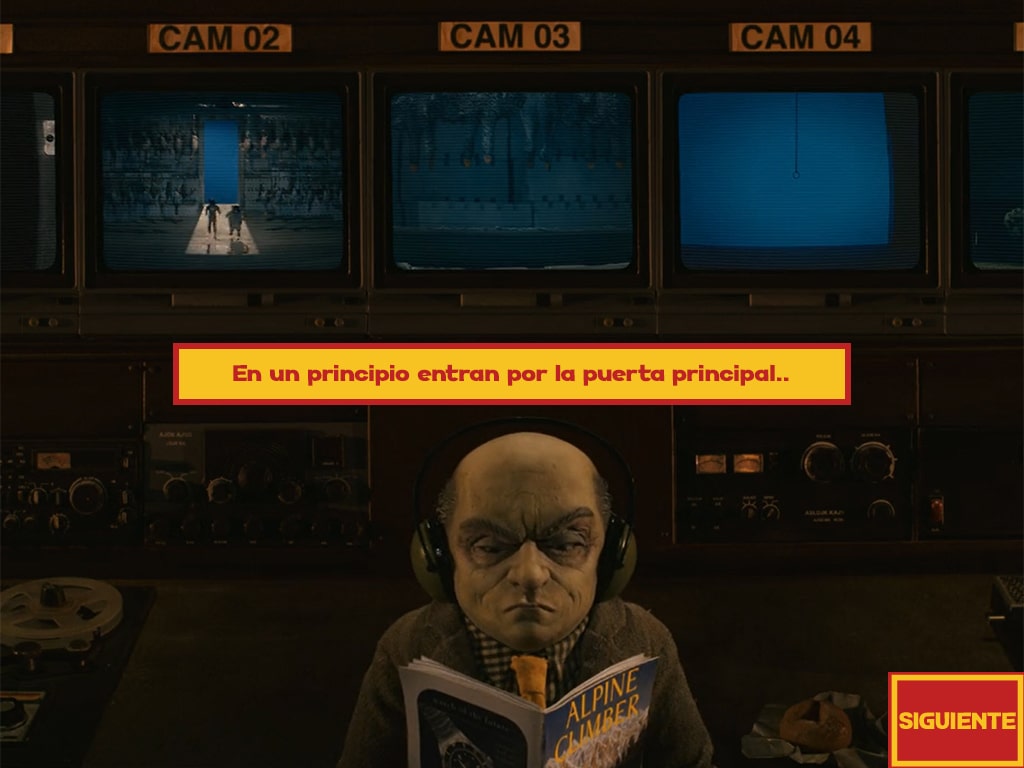 CAM 02
CAM 03
CAM 04
En un principio entran por la puerta principal..
ALPINE
CLIMBER
SIGUIENTE